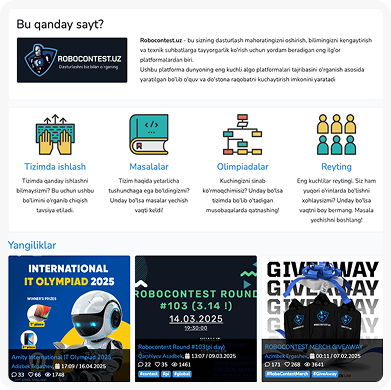 Bu qanday sayt?
ROBOCONTEST.UZ
Dasturlashni biz bilan o'rganing
Robocontest.uz - bu sizning dasturlash mahoratingizni oshirish, bilimingizni kengaytirish
va texnik suhbatlarga tayyorgarlik ko'rish uchun yordam beradigan eng ilg'or
platformalardan biri.
Ushbu platforma dunyoning eng kuchli algo platformalari tajribasini o'rganish asosida
yaratilgan bo'lib o'quv va do'stona raqobatni kuchaytirish imkonini yaratadi
Tizimda ishlash
Tizimda qanday ishlashni
bilmaysizmi? Bu uchun ushbu
bo'limini o'rganib chiqish
tavsiya etiladi.
Masalalar
Tizim haqida yetarlicha
tushunchaga ega bo'ldingizmi?
Unday bo'lsa masalar yechish
vaqti keldi!
Olimpiadalar
Kuchingizni sinab
ko'rmoqchimisiz? Unday bo'lsa
tizimda bo'lib o'tadigan
musobaqalarda qatnashing!
Reyting
Eng kuchlilar reytingi. Siz ham
yuqori o'rinlarda bo'lishni
xohlaysizmi? Unday bo'lsa
vaqtni boy bermang. Masala
yechishni boshlang!
Yangiliklar
INTERNATIONAL
IT OLYMPIAD 2025
WINNER'S PRIZES
Amity International IT Olympiad 2025
Adizbek Ergashev, 17:09 / 16.04.2025
33 66 1748
ROBOCONTEST ROUND
#103 (3.14 !)
14.03.2025
19:30:00
Robocontest Round #103(pi day)
Qarshiyev Asadbek, 13:07 / 09.03.2025
22 35 1461
#contest #pi #globoi
GIVEAWAY
GIVEAWAY
ROBOCONTEST MERCH GIVEAWAY
Azimbek Ergashev, 00:11 / 07.02.2025
171 268 3641
#RoboContestMerch #GiveAway